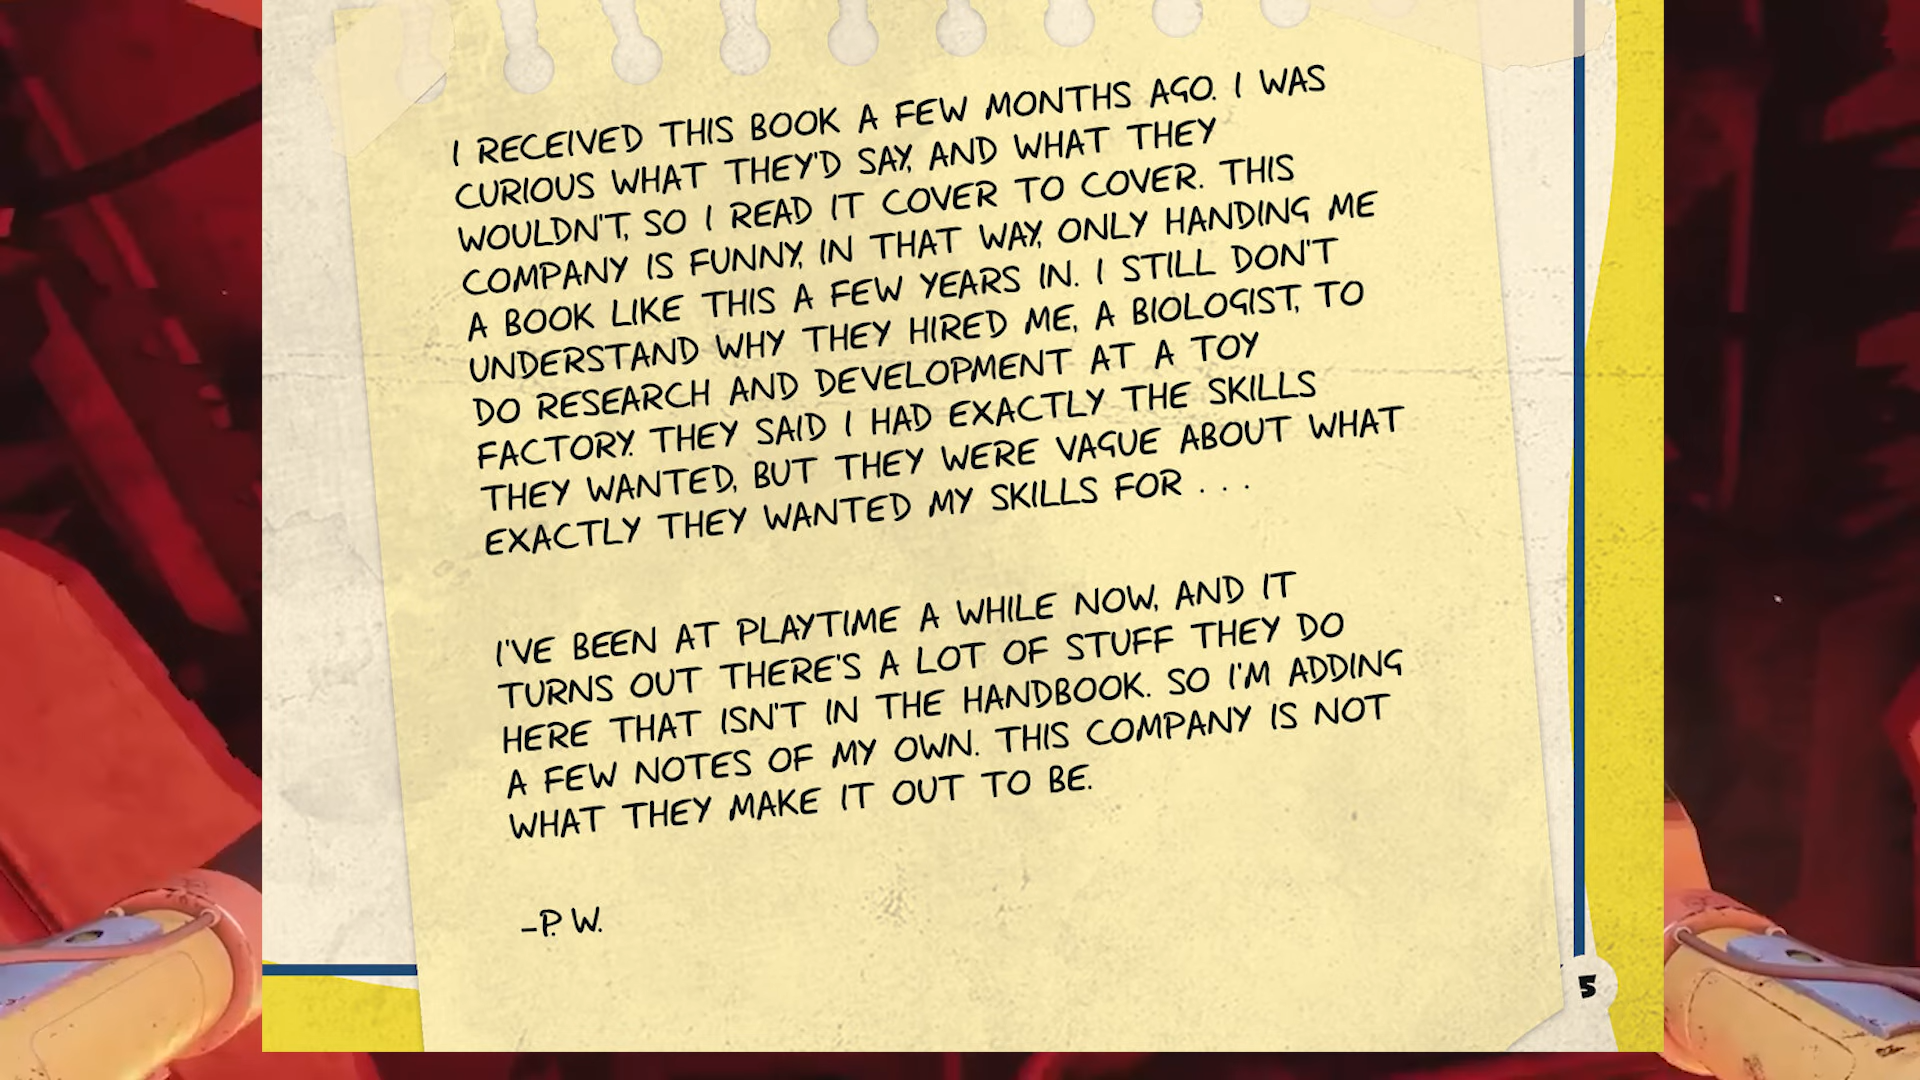 I RECEIVED THIS BOOK A FEW MONTHS AGO. I WAS
CURIOUS WHAT THEY'D SAY, AND WHAT THEY
WOULDN'T, SO I READ IT COVER TO COVER. THIS
COMPANY IS FUNNY, IN THAT WAY, ONLY HANDING ME
A BOOK LIKE THIS A FEW YEARS IN. I STILL DON'T
UNDERSTAND WHY THEY HIRED ME, A BIOLOGIST, TO
DO RESEARCH AND DEVELOPMENT AT A TOY
FACTORY. THEY SAID I HAD EXACTLY THE SKILLS
THEY WANTED, BUT THEY WERE VAGUE ABOUT WHAT
EXACTLY THEY WANTED MY SKILLS FOR . . .
I'VE BEEN AT PLAYTIME A WHILE NOW, AND IT
TURNS OUT THERE'S A LOT OF STUFF THEY DO
HERE THAT ISN'T IN THE HANDBOOK. SO I'M ADDING
A FEW NOTES OF MY OWN. THIS COMPANY IS NOT
WHAT THEY MAKE IT OUT TO BE.
–P. W.
5